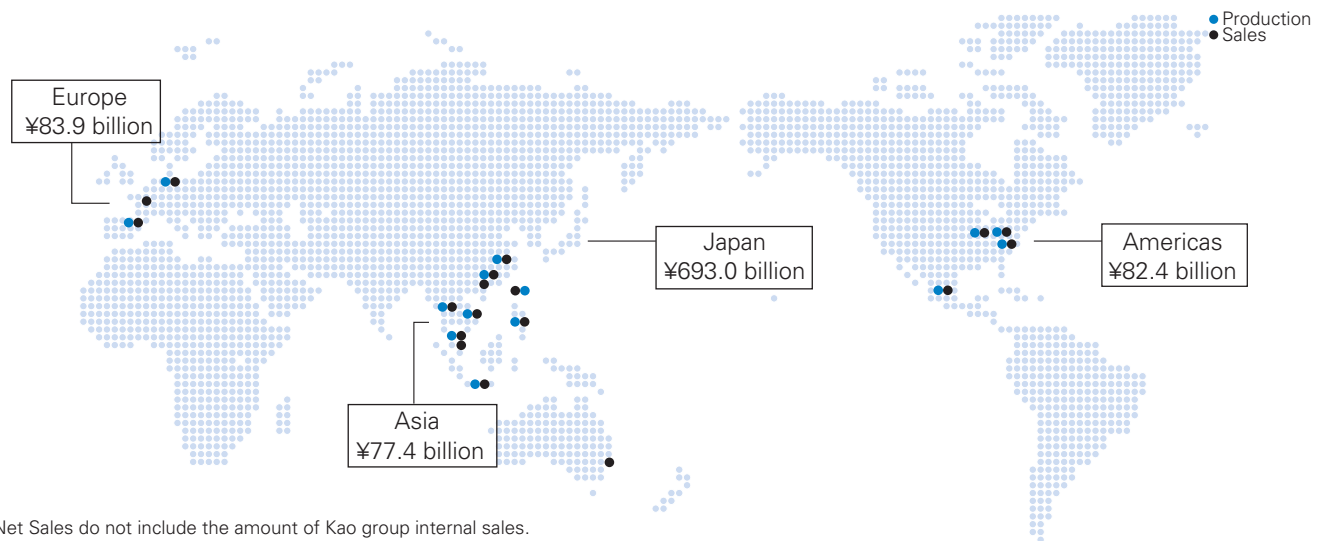 Production
Sales
Europe
¥83.9 billion
Japan
¥693.0 billion
Americas
¥82.4 billion
Asia
¥77.4 billion
Net Sales do not include the amount of Kao group internal sales.